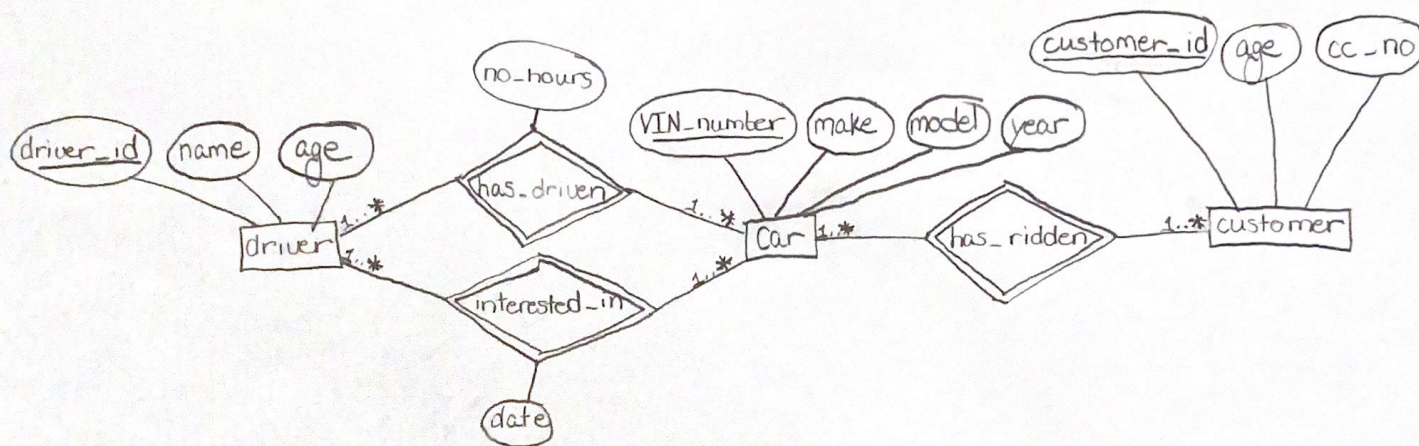 no_hours
customer_id age cc_no
driver_id name age
VIN_number make model year
has_driven
1..* 1..*
driver Car 1..* has_ridden 1..* customer
1..* 1..*
interested_in
date